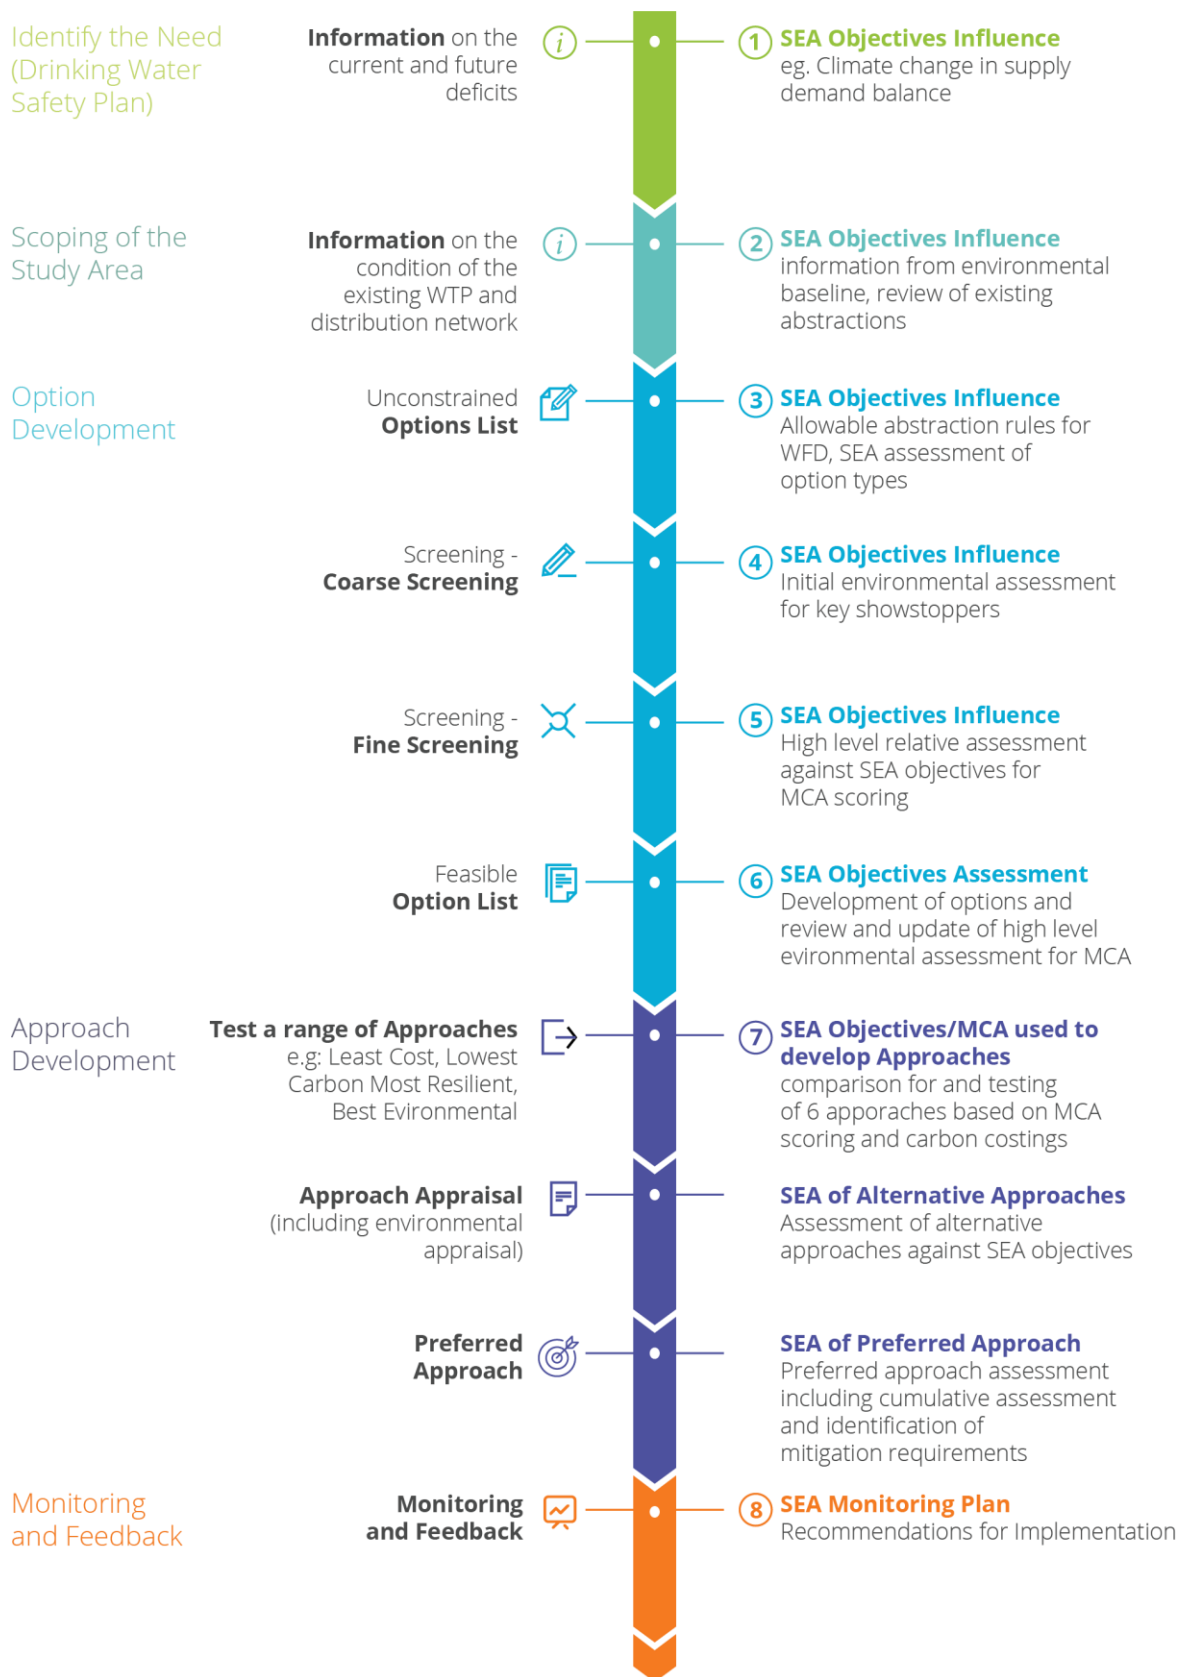 Identify the Need
(Drinking Water
Safety Plan)
Information on the
current and future
deficits
i
1
SEA Objectives Influence
eg. Climate change in supply
demand balance
Scoping of the
Study Area
Information on the
condition of the
existing WTP and
distribution network
i
2
SEA Objectives Influence
information from environmental
baseline, review of existing
abstractions
Option
Development
Unconstrained
Options List
3
SEA Objectives Influence
Allowable abstraction rules for
WFD, SEA assessment of
option types
Screening -
Coarse Screening
4
SEA Objectives Influence
Initial environmental assessment
for key showstoppers
Screening -
Fine Screening
5
SEA Objectives Influence
High level relative assessment
against SEA objectives for
MCA scoring
Feasible
Option List
6
SEA Objectives Assessment
Development of options and
review and update of high level
evironmental assessment for MCA
Approach
Development
Test a range of Approaches
e.g: Least Cost, Lowest
Carbon Most Resilient,
Best Evironmental
7
SEA Objectives/MCA used to
develop Approaches
comparison for and testing
of 6 apporaches based on MCA
scoring and carbon costings
Approach Appraisal
(including environmental
appraisal)
SEA of Alternative Approaches
Assessment of alternative
approaches against SEA objectives
Preferred
Approach
SEA of Preferred Approach
Preferred approach assessment
including cumulative assessment
and identification of
mitigation requirements
Monitoring
and Feedback
Monitoring
and Feedback
8
SEA Monitoring Plan
Recommendations for Implementation